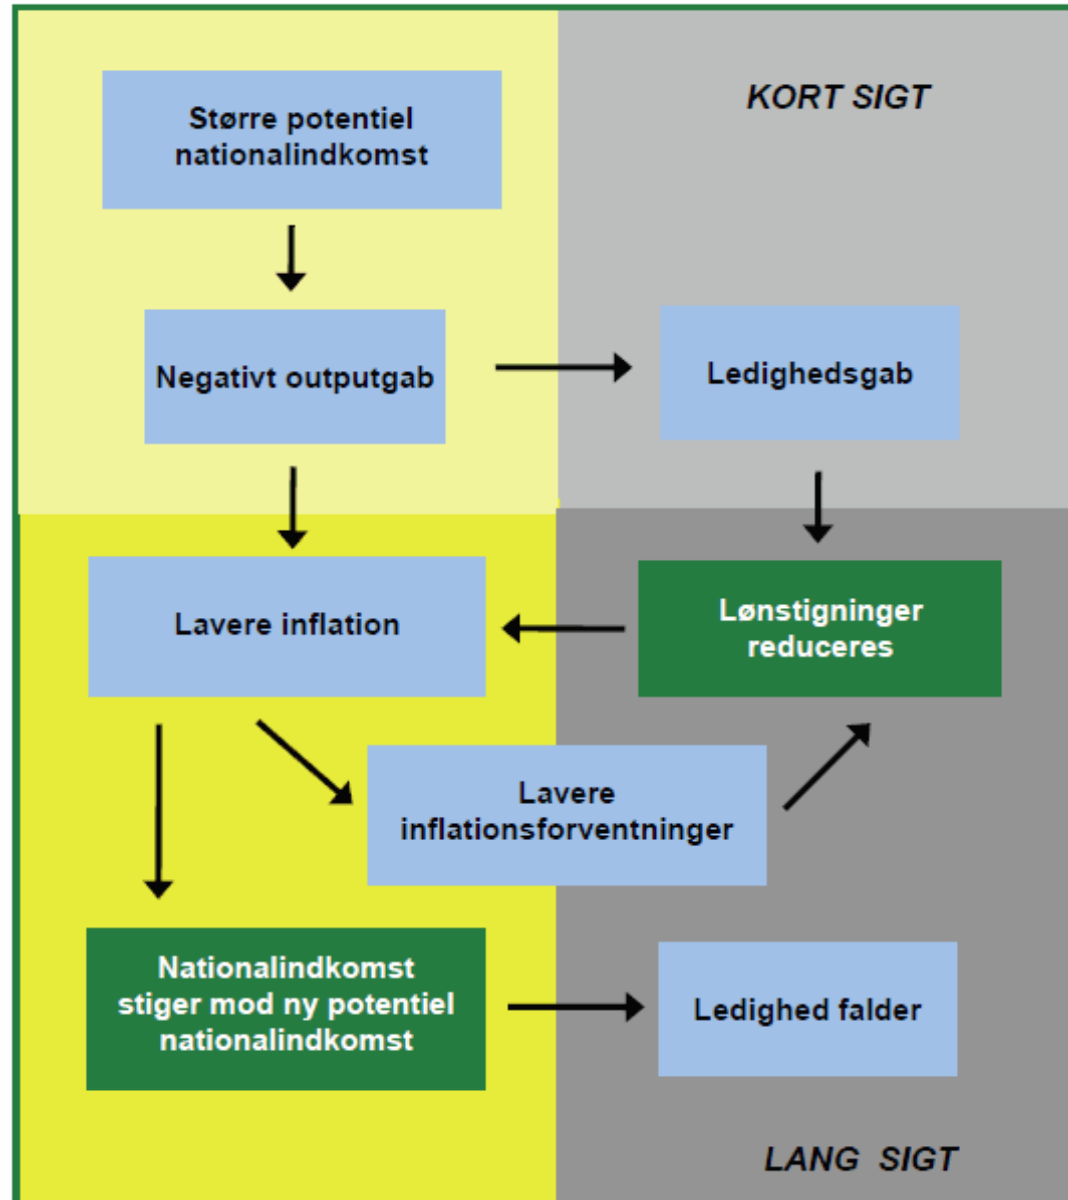 KORT SIGT
Større potentiel
nationalindkomst
Negativt outputgab
Ledighedsgab
Lavere inflation
Lønstigninger
reduceres
Lavere
inflationsforventninger
Nationalindkomst
stiger mod ny potentiel
nationalindkomst
Ledighed falder
LANG SIGT